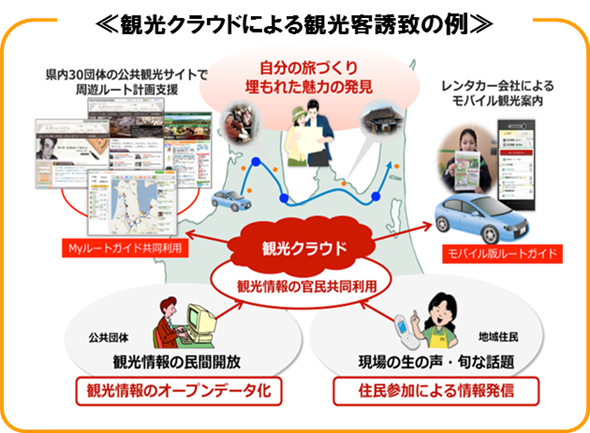 ≪観光クラウドによる観光客誘致の例≫
県内30団体の公共観光サイトで
周遊ルート計画支援
自分の旅づくり
埋もれた魅力の発見
レンタカー会社による
モバイル観光案内
Myルートガイド共同利用
観光クラウド
モバイル版ルートガイド
観光情報の官民共同利用
公共団体
観光情報の民間開放
観光情報のオープンデータ化
地域住民
現場の生の声・旬な話題
住民参加による情報発信